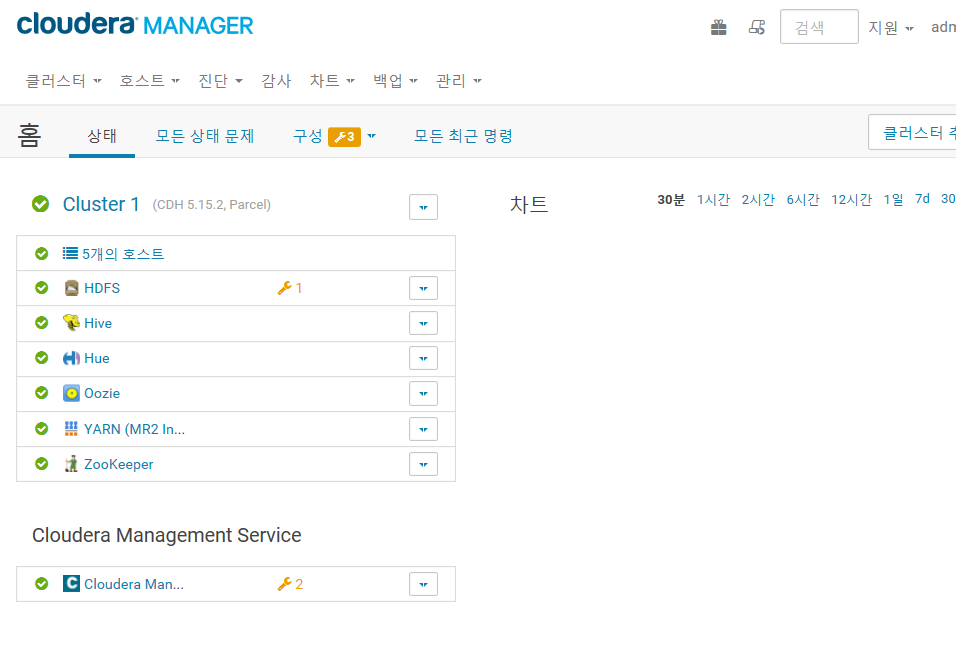 cloudera MANAGER
검색
지원
adm
클러스터 호스트 진단 감사 차트 백업 관리
홈 상태 모든 상태 문제 구성 3 모든 최근 명령
클러스터 추
Cluster 1 (CDH 5.15.2, Parcel)
차트
30분 1시간 2시간 6시간 12시간 1일 7d 30
5개의 호스트
HDFS 1
Hive
Hue
Oozie
YARN (MR2 In...
ZooKeeper
Cloudera Management Service
C Cloudera Man... 2